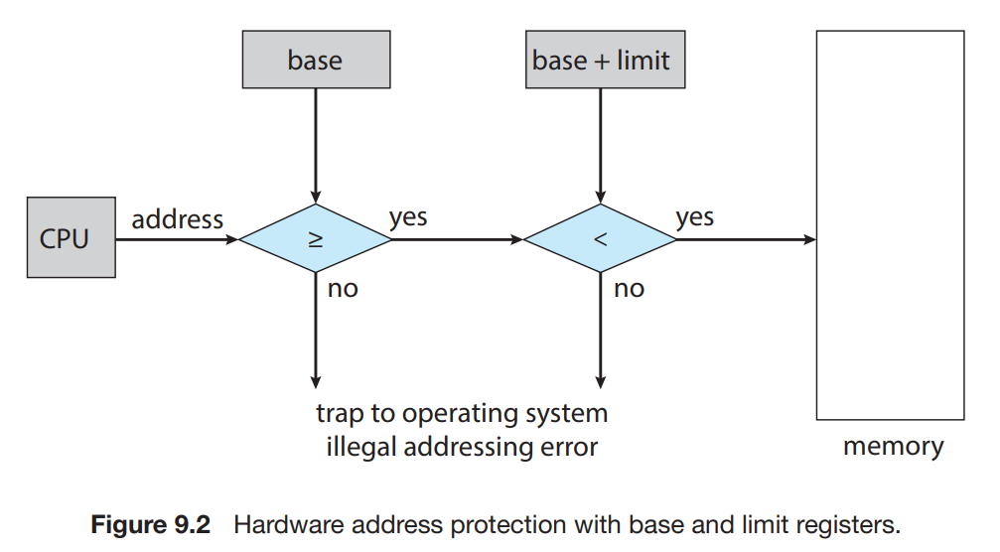 base
base + limit
CPU
address
≥
yes
<
yes
no
no
trap to operating system
illegal addressing error
memory
Figure 9.2 Hardware address protection with base and limit registers.